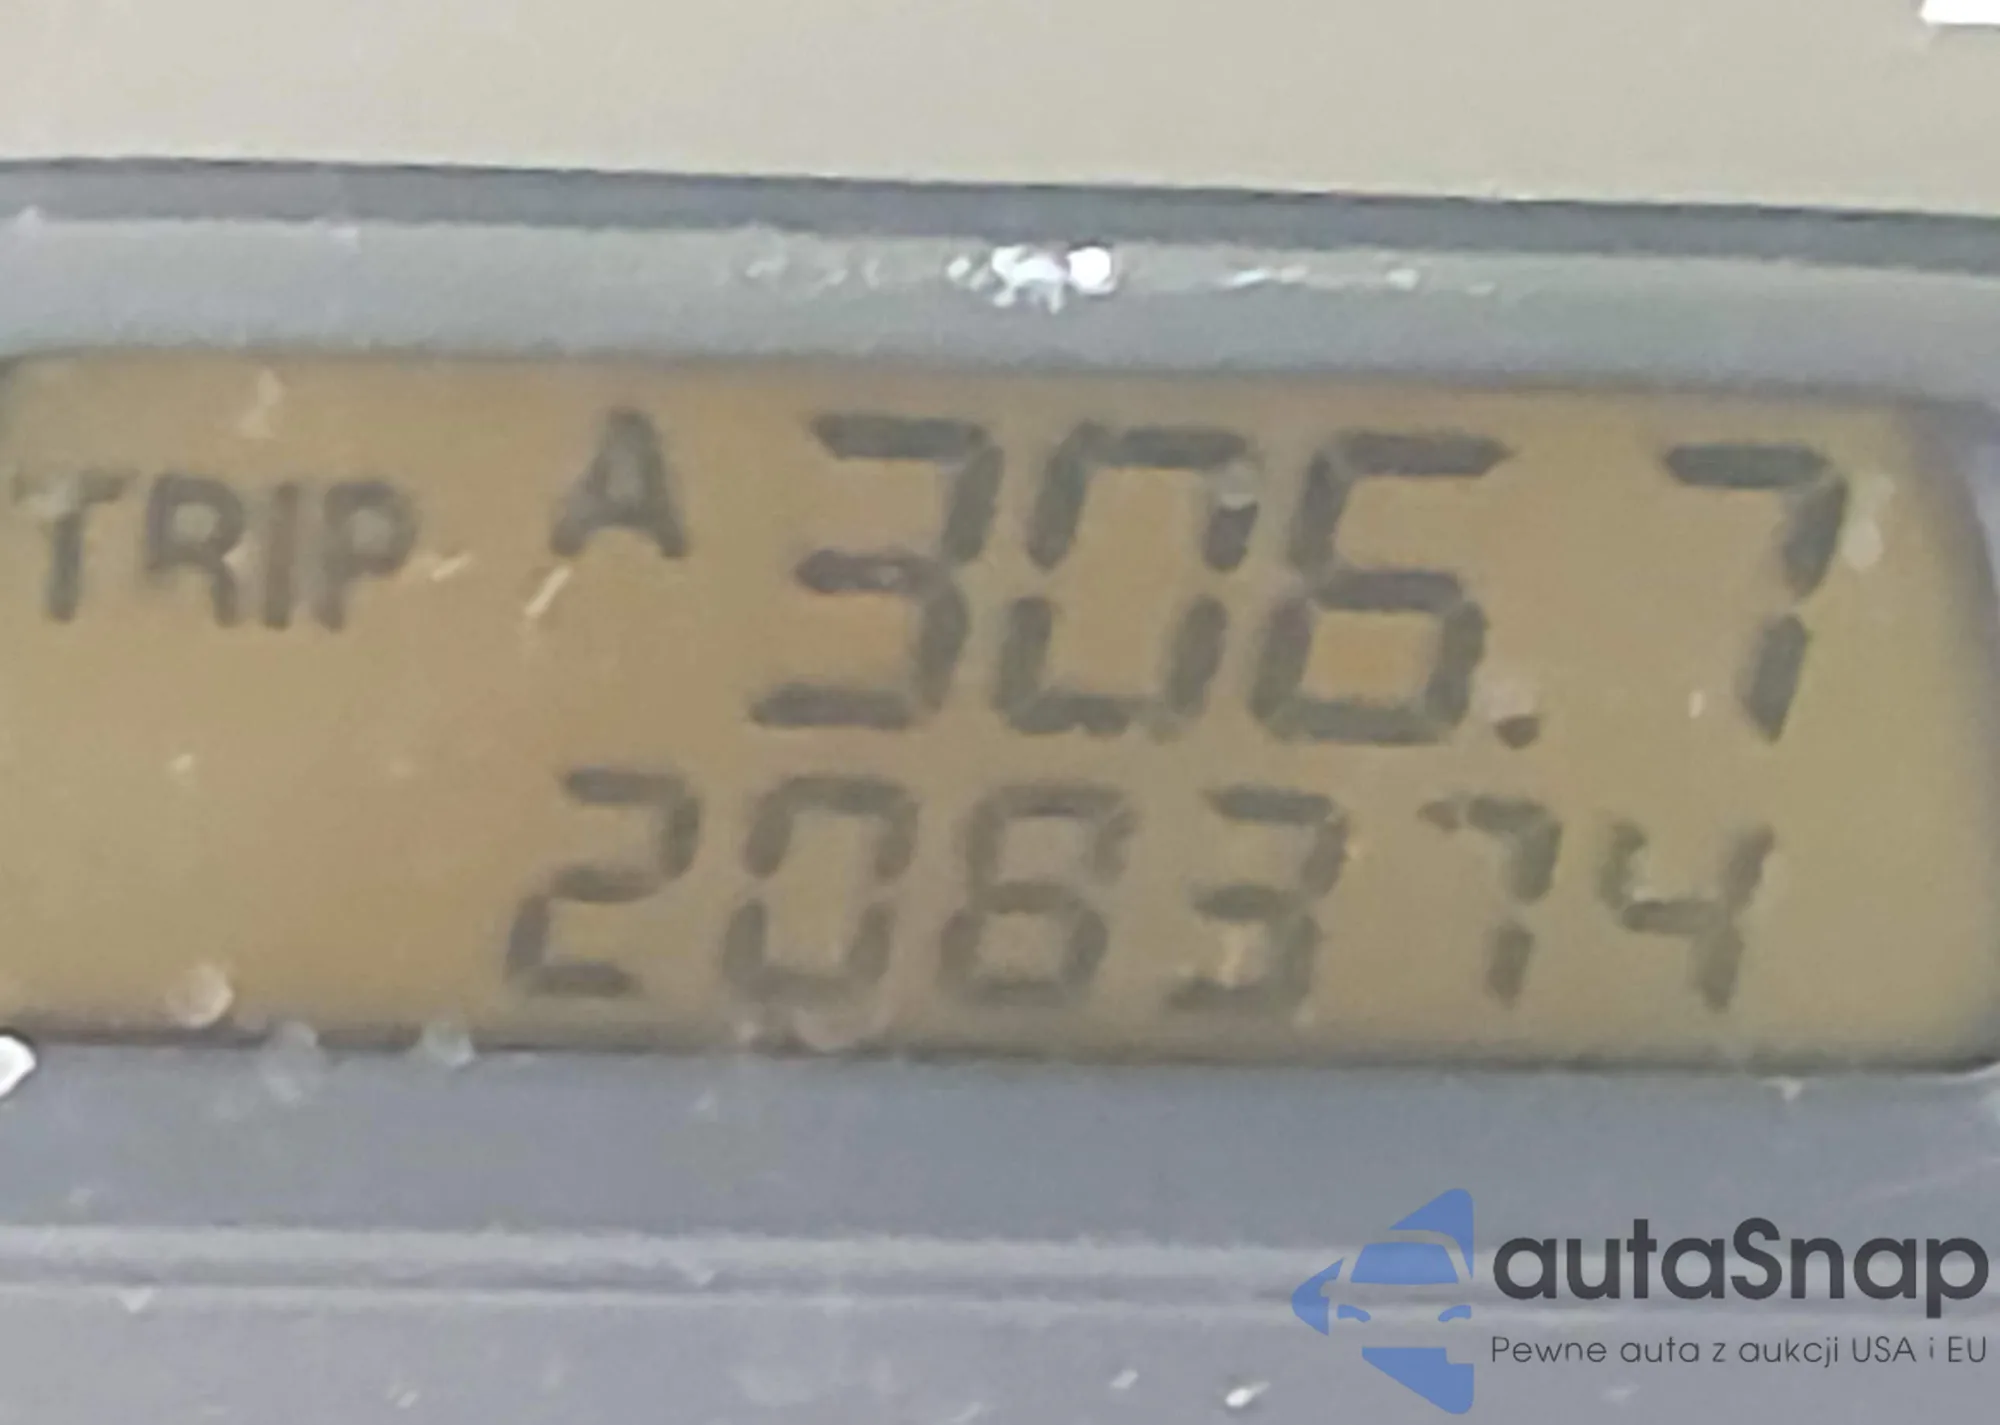 TRIP A 306.7
208374
autaSnap
Pewne auta z aukcji USA i EU